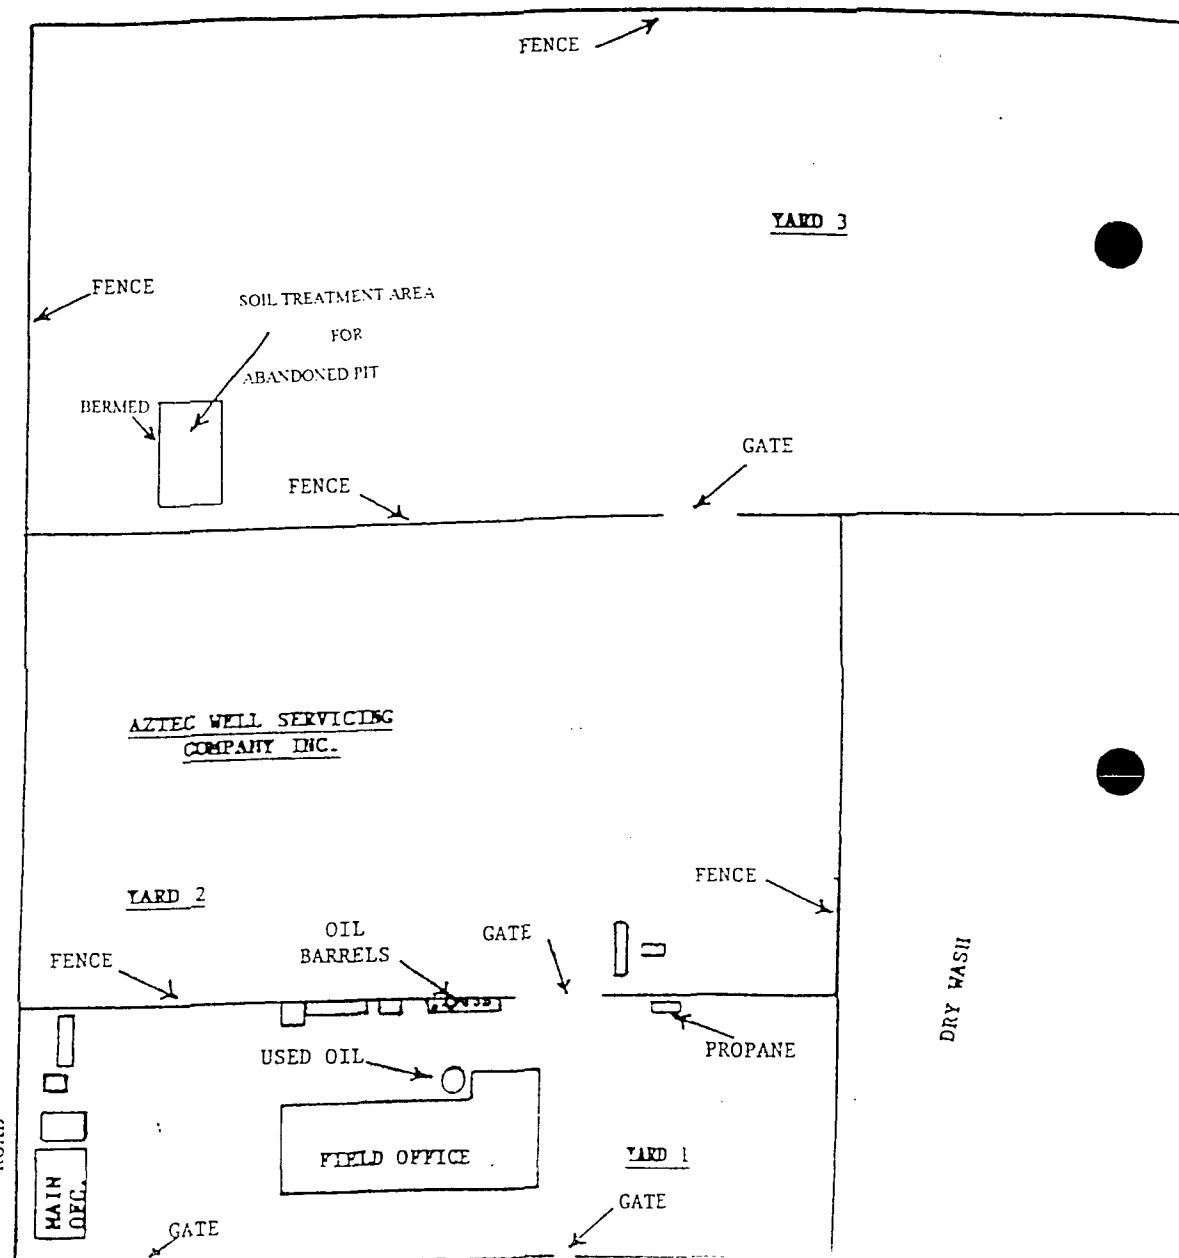 FENCE
YARD 3
FENCE
SOIL TREATMENT AREA
FOR
ABANDONED PIT
BERMED
GATE
FENCE
AZTEC WELL SERVICING
COMPANY INC.
YARD 2
FENCE
OIL
BARRELS
GATE
FENCE
DRY WASH
PROPANE
USED OIL
FIELD OFFICE
YARD 1
MAIN
OFC.
ROAD
GATE
GATE